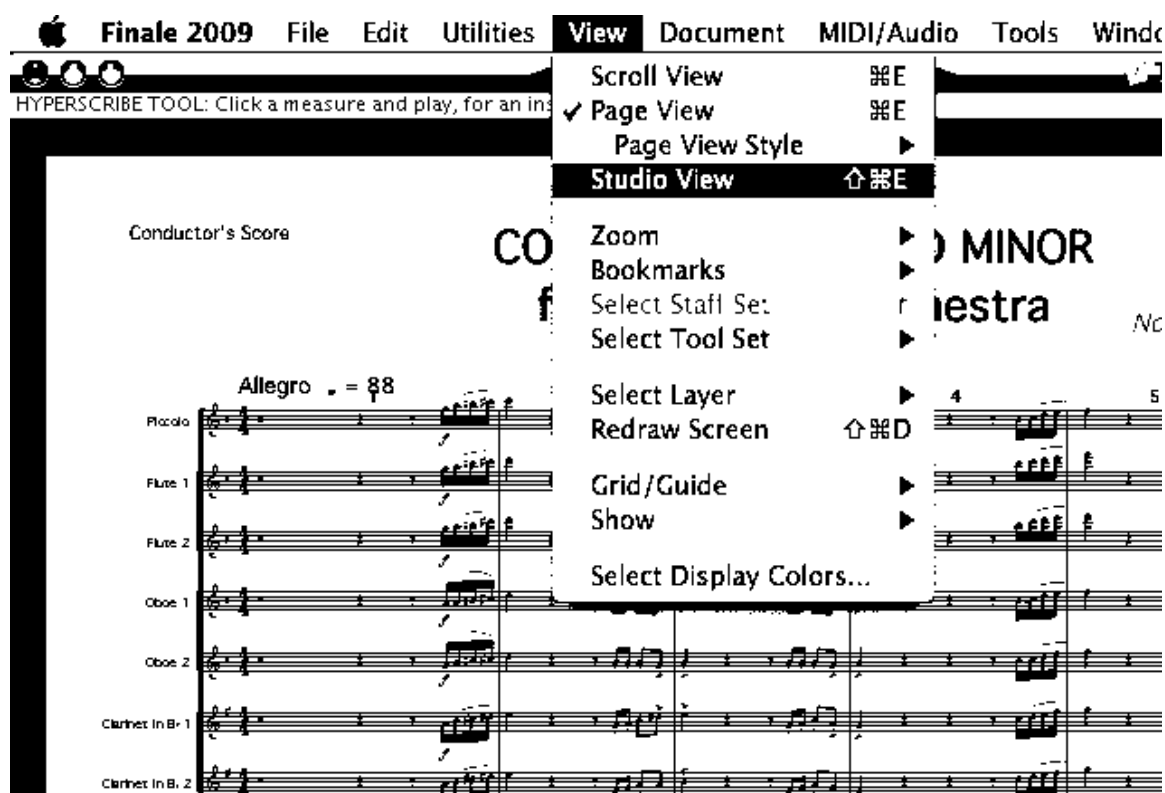 Finale 2009 File Edit Utilities View Document MIDI/Audio Tools
HYPERSCRIBE TOOL: Click a measure and play, for an
Scroll View ⌘E
✓ Page View ⌘E
Page View Style ▶
Studio View ⇧⌘E
Zoom ▶
Bookmarks ▶
Select Staff Set
Select Tool Set ▶
Select Layer ▶
Redraw Screen ⇧⌘D
Grid/Guide ▶
Show ▶
Select Display Colors...
Conductor's Score
CO MINOR
Allegro = 88
4 5
Piccolo
Flute 1
Flute 2
Oboe 1
Oboe 2
Clarinet in B♭ 1
Clarinet in B♭ 2